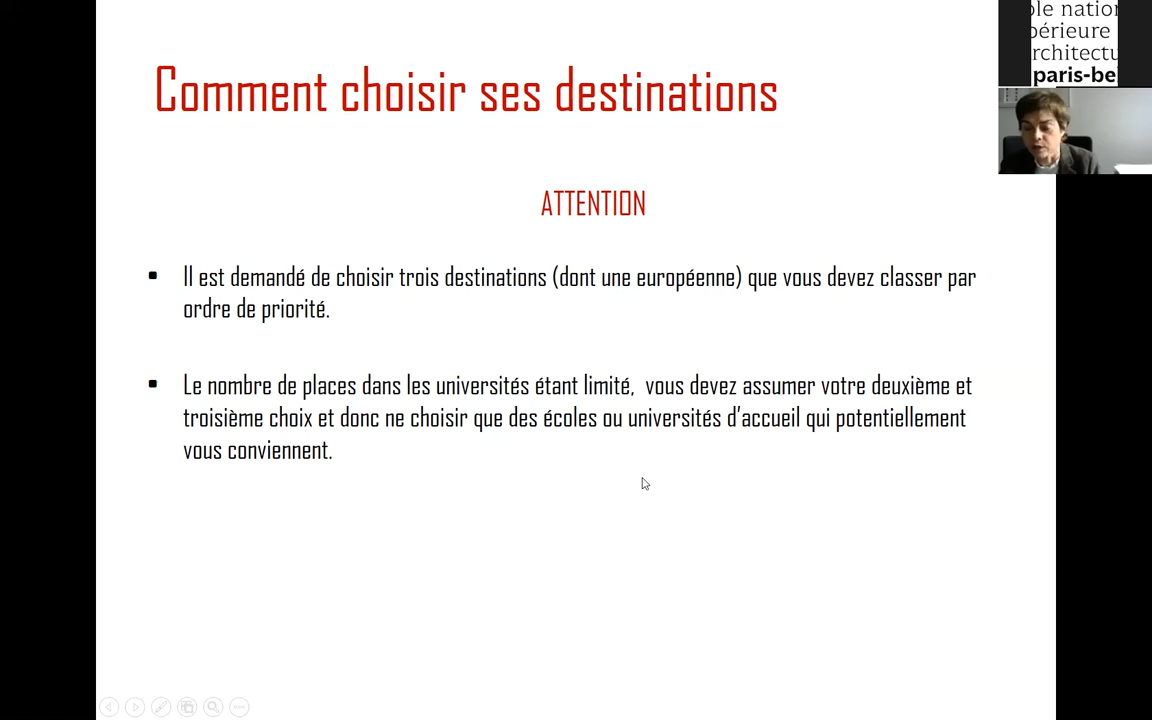 ole nation
périeure
rchitectu
paris-be
Comment choisir ses destinations
ATTENTION
• Il est demandé de choisir trois destinations (dont une européenne) que vous devez classer par
ordre de priorité.
• Le nombre de places dans les universités étant limité, vous devez assumer votre deuxième et
troisième choix et donc ne choisir que des écoles ou universités d’accueil qui potentiellement
vous conviennent.